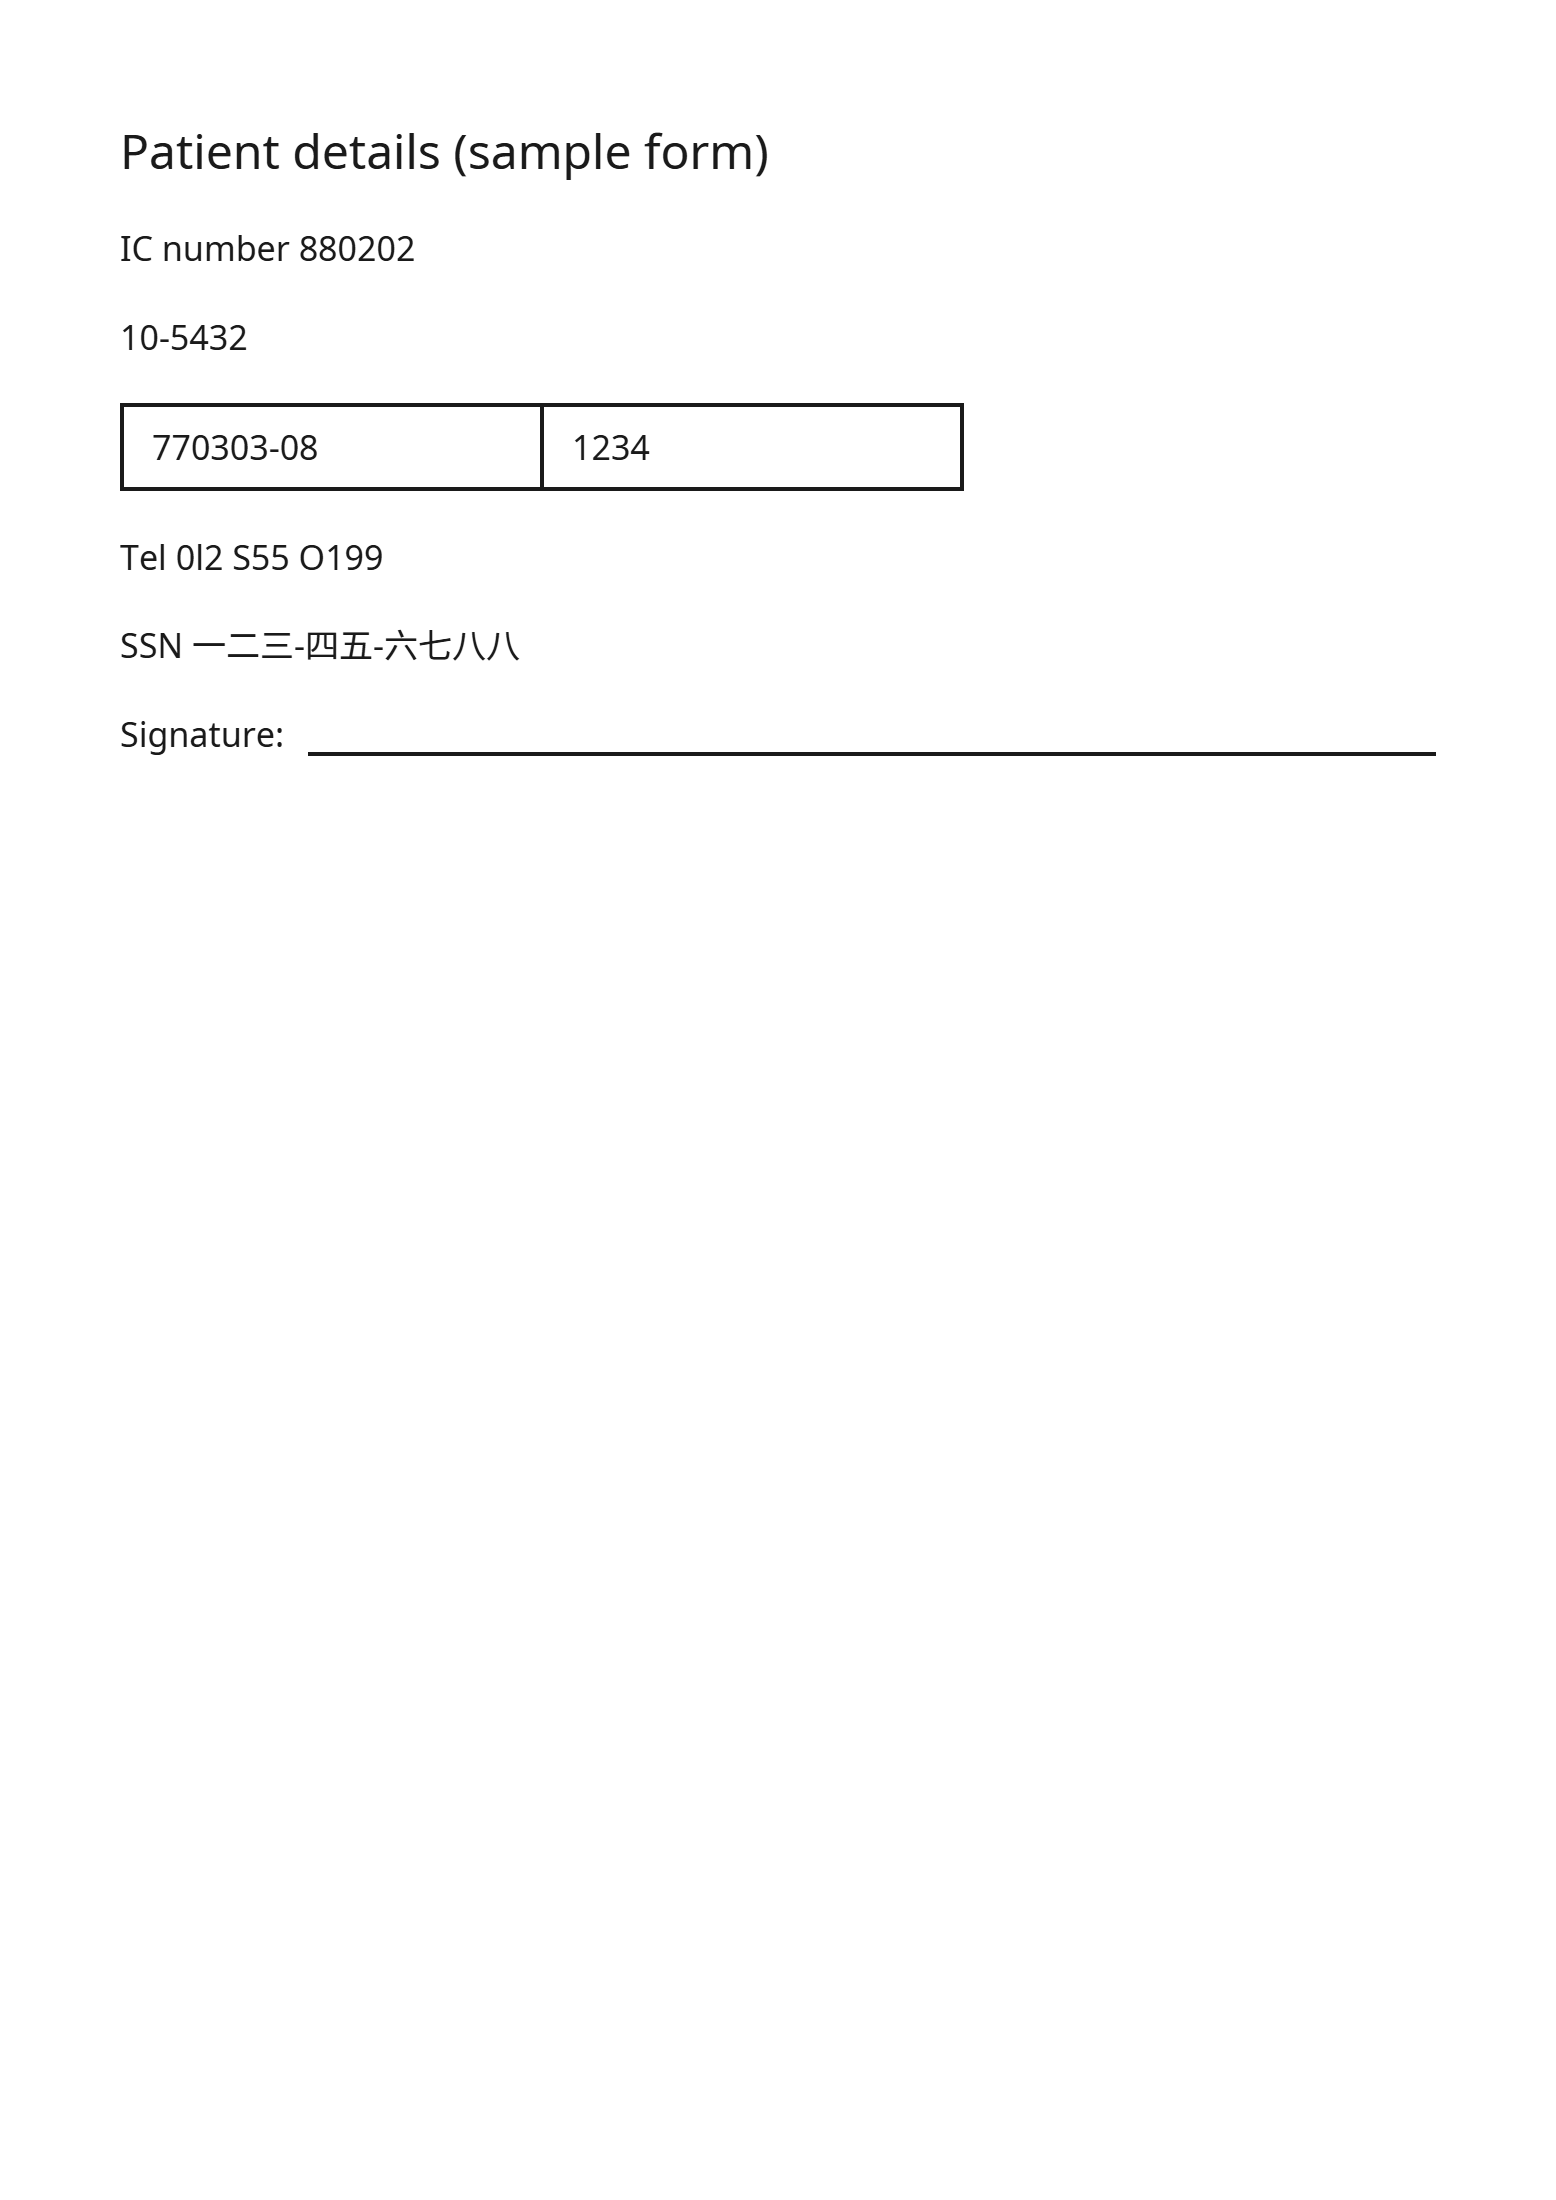 Patient details (sample form)
IC number 880202
10-5432
770303-08 1234
Tel 0l2 S55 O199
SSN 一二三-四五-六七八八
Signature: